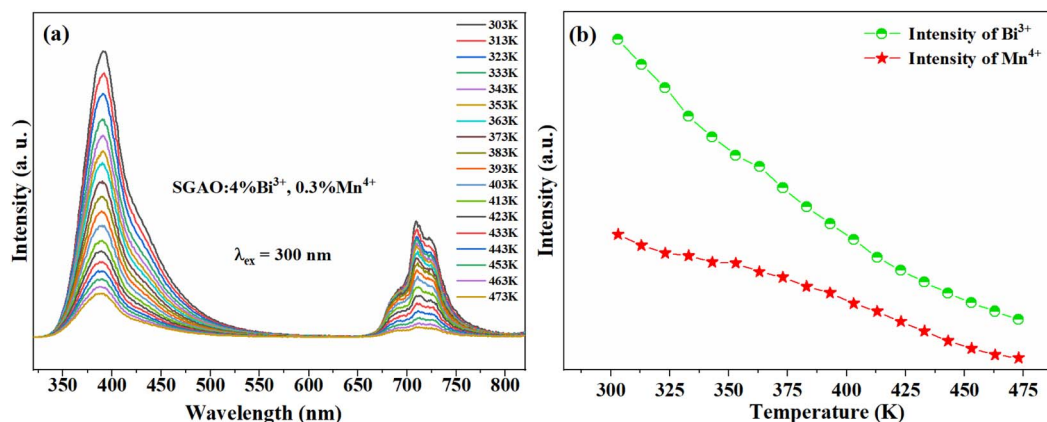 (a)
303K
313K
323K
333K
343K
353K
363K
373K
383K
393K
403K
413K
423K
433K
443K
453K
463K
473K
SGAO:4%Bi³⁺, 0.3%Mn⁴⁺
λex = 300 nm
Intensity (a. u.)
350 400 450 500 550 600 650 700 750 800
Wavelength (nm)
(b)
Intensity of Bi³⁺
Intensity of Mn⁴⁺
Intensity (a.u.)
300 325 350 375 400 425 450 475
Temperature (K)